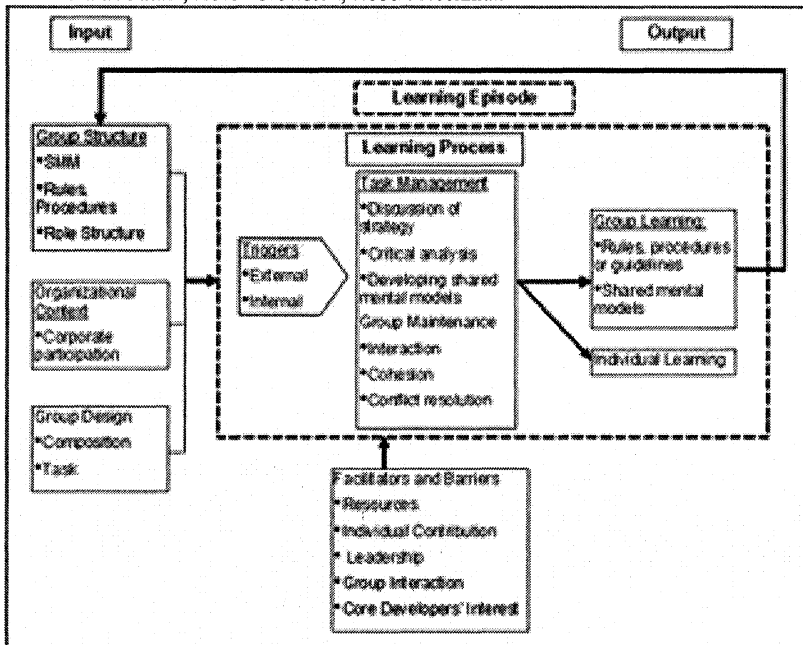 Input
Output
Learning Episode
Group Structure
•SMM
•Rules,
Procedures
•Role Structure
Organizational
Context
•Corporate
participation
Group Design
•Composition
•Task
Triggers
•External
•Internal
Learning Process
Task Management
•Discussion of
strategy
•Critical analysis
•Developing shared
mental models
Group Maintenance
•Interaction
•Cohesion
•Conflict resolution
Group Learning:
•Rules, procedures
or guidelines
•Shared mental
models
Individual Learning
Facilitators and Barriers
•Resources
•Individual Contribution
• Leadership
•Group Interaction
•Core Developers' Interest